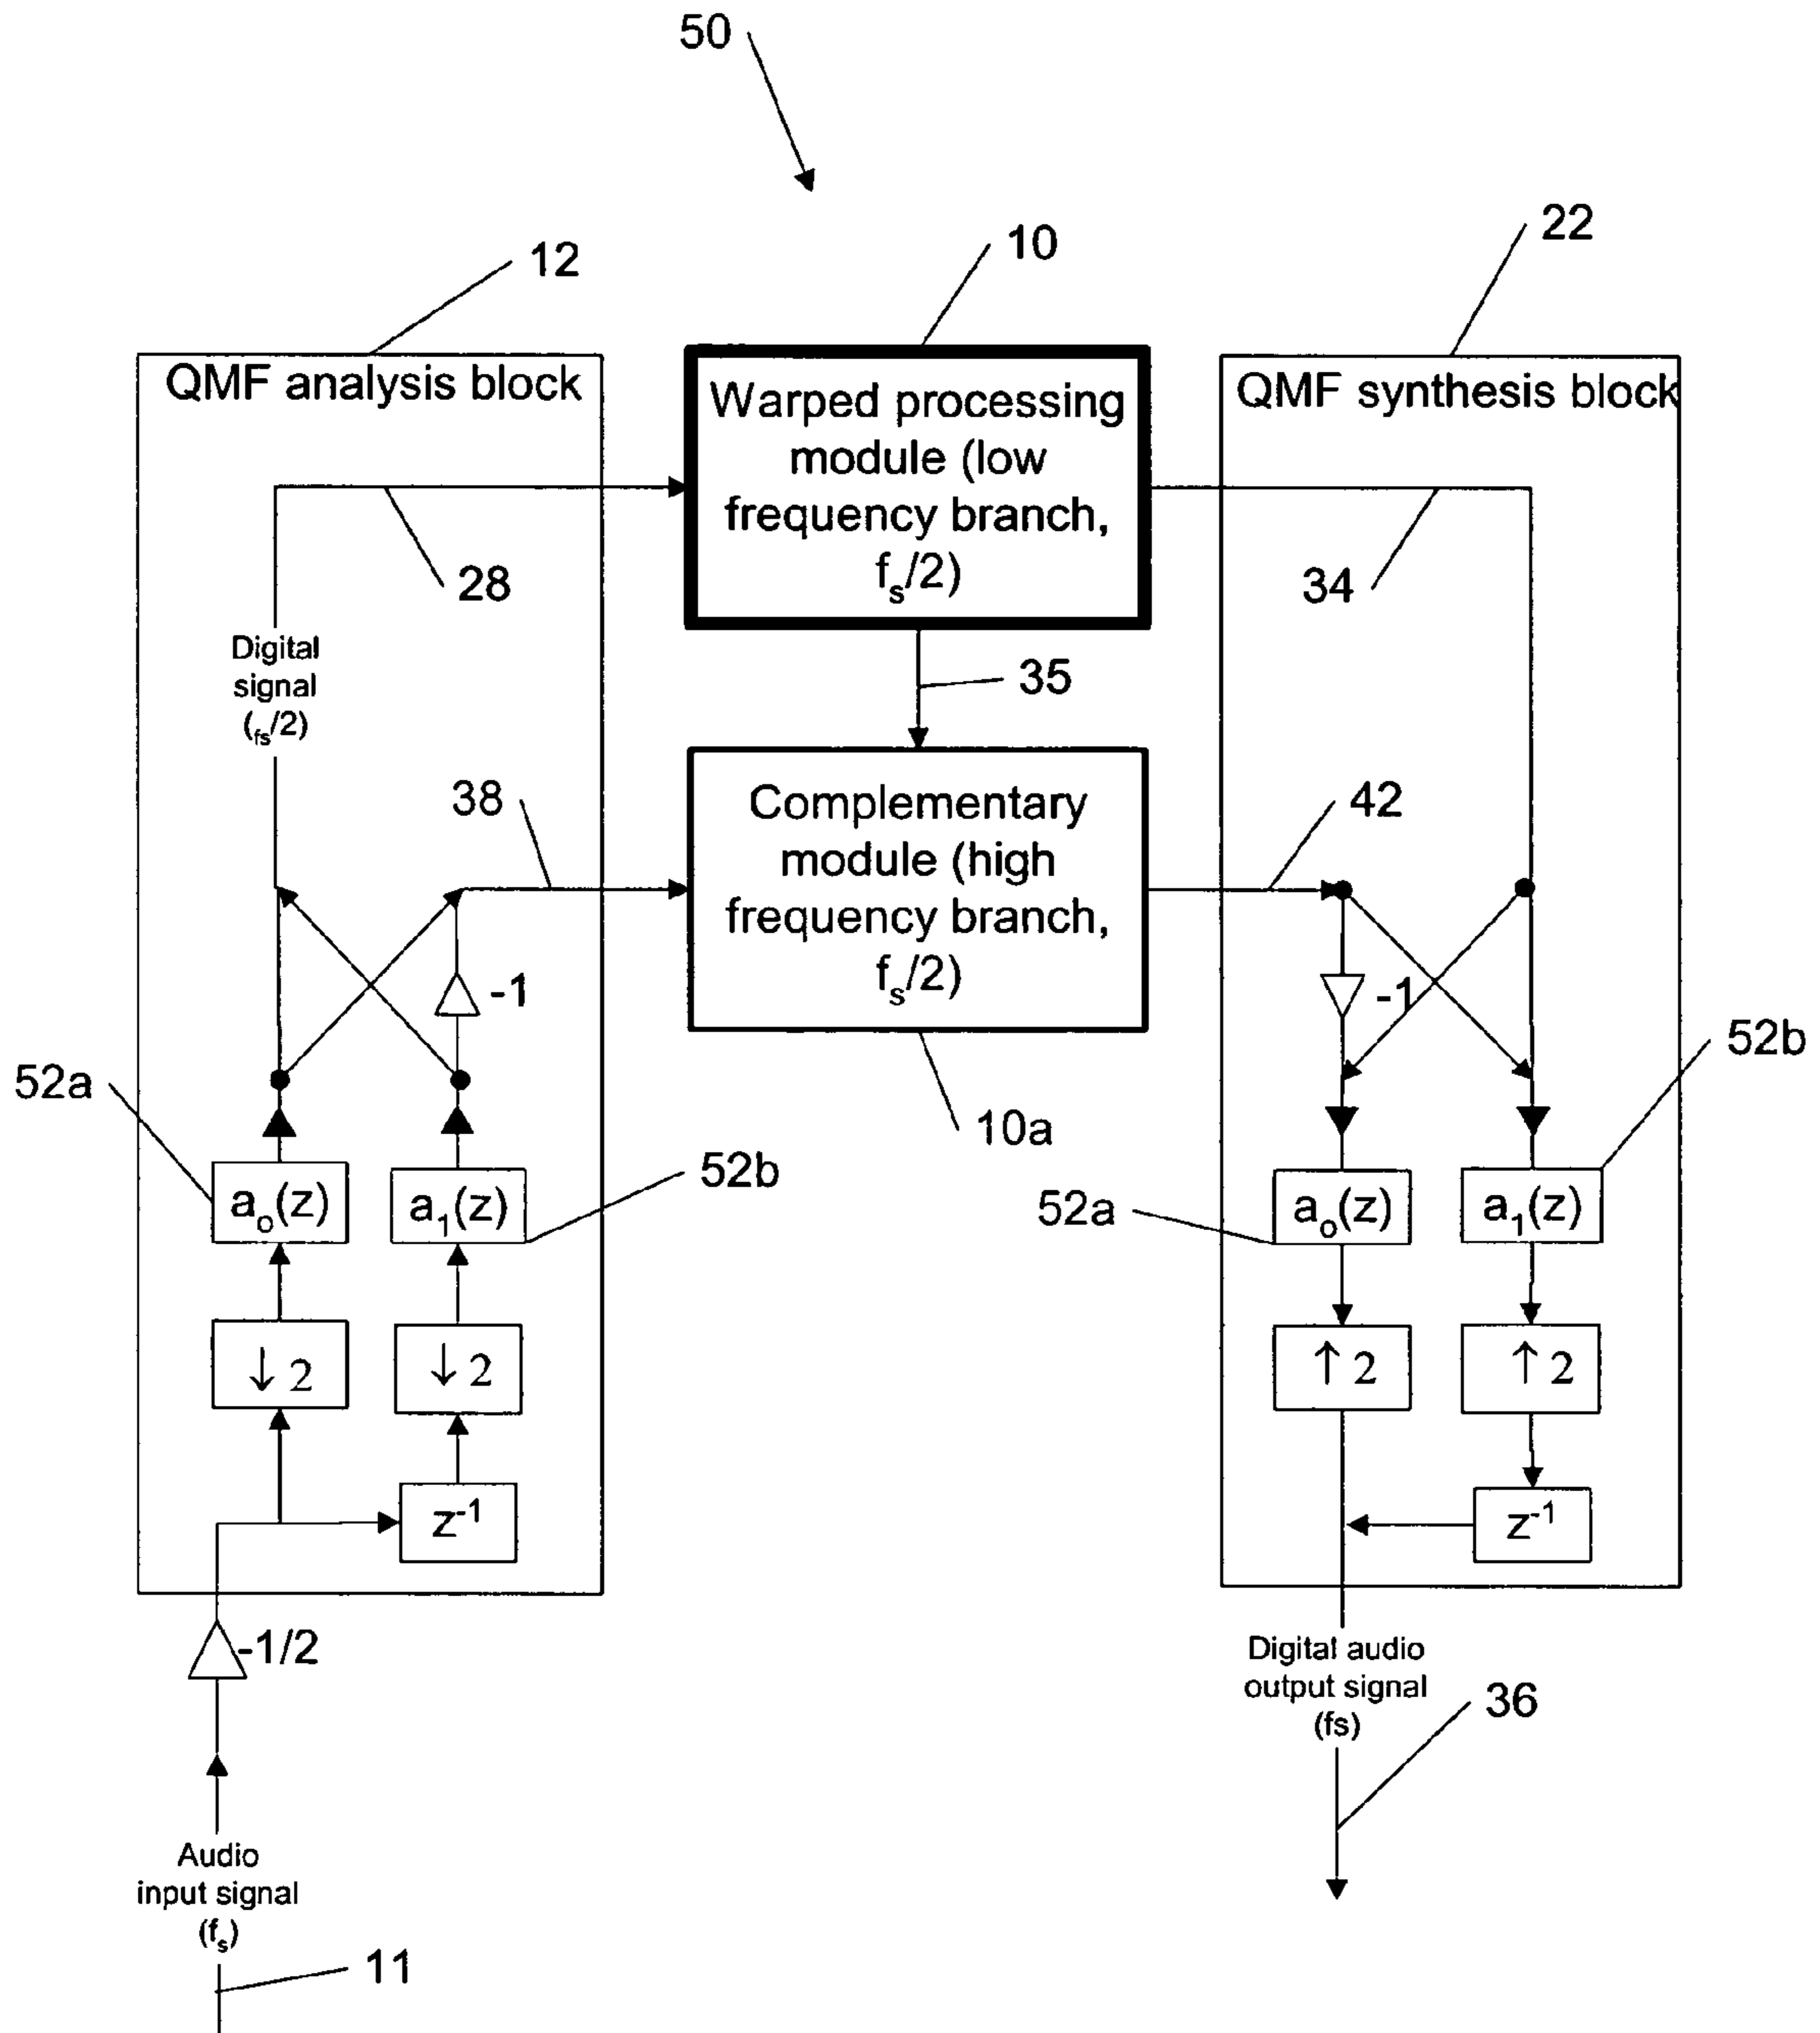 50
12
10
22
QMF analysis block
Warped processing
module (low
frequency branch,
fs/2)
QMF synthesis block
28
34
Digital
signal
(fs/2)
35
38
Complementary
module (high
frequency branch,
fs/2)
42
-1
-1
52a
52b
10a
ao(z)
a1(z)
52b
52a
ao(z)
a1(z)
↓ 2
↓ 2
↑ 2
↑ 2
z-1
z-1
-1/2
Digital audio
output signal
(fs)
36
Audio
input signal
(fs)
11